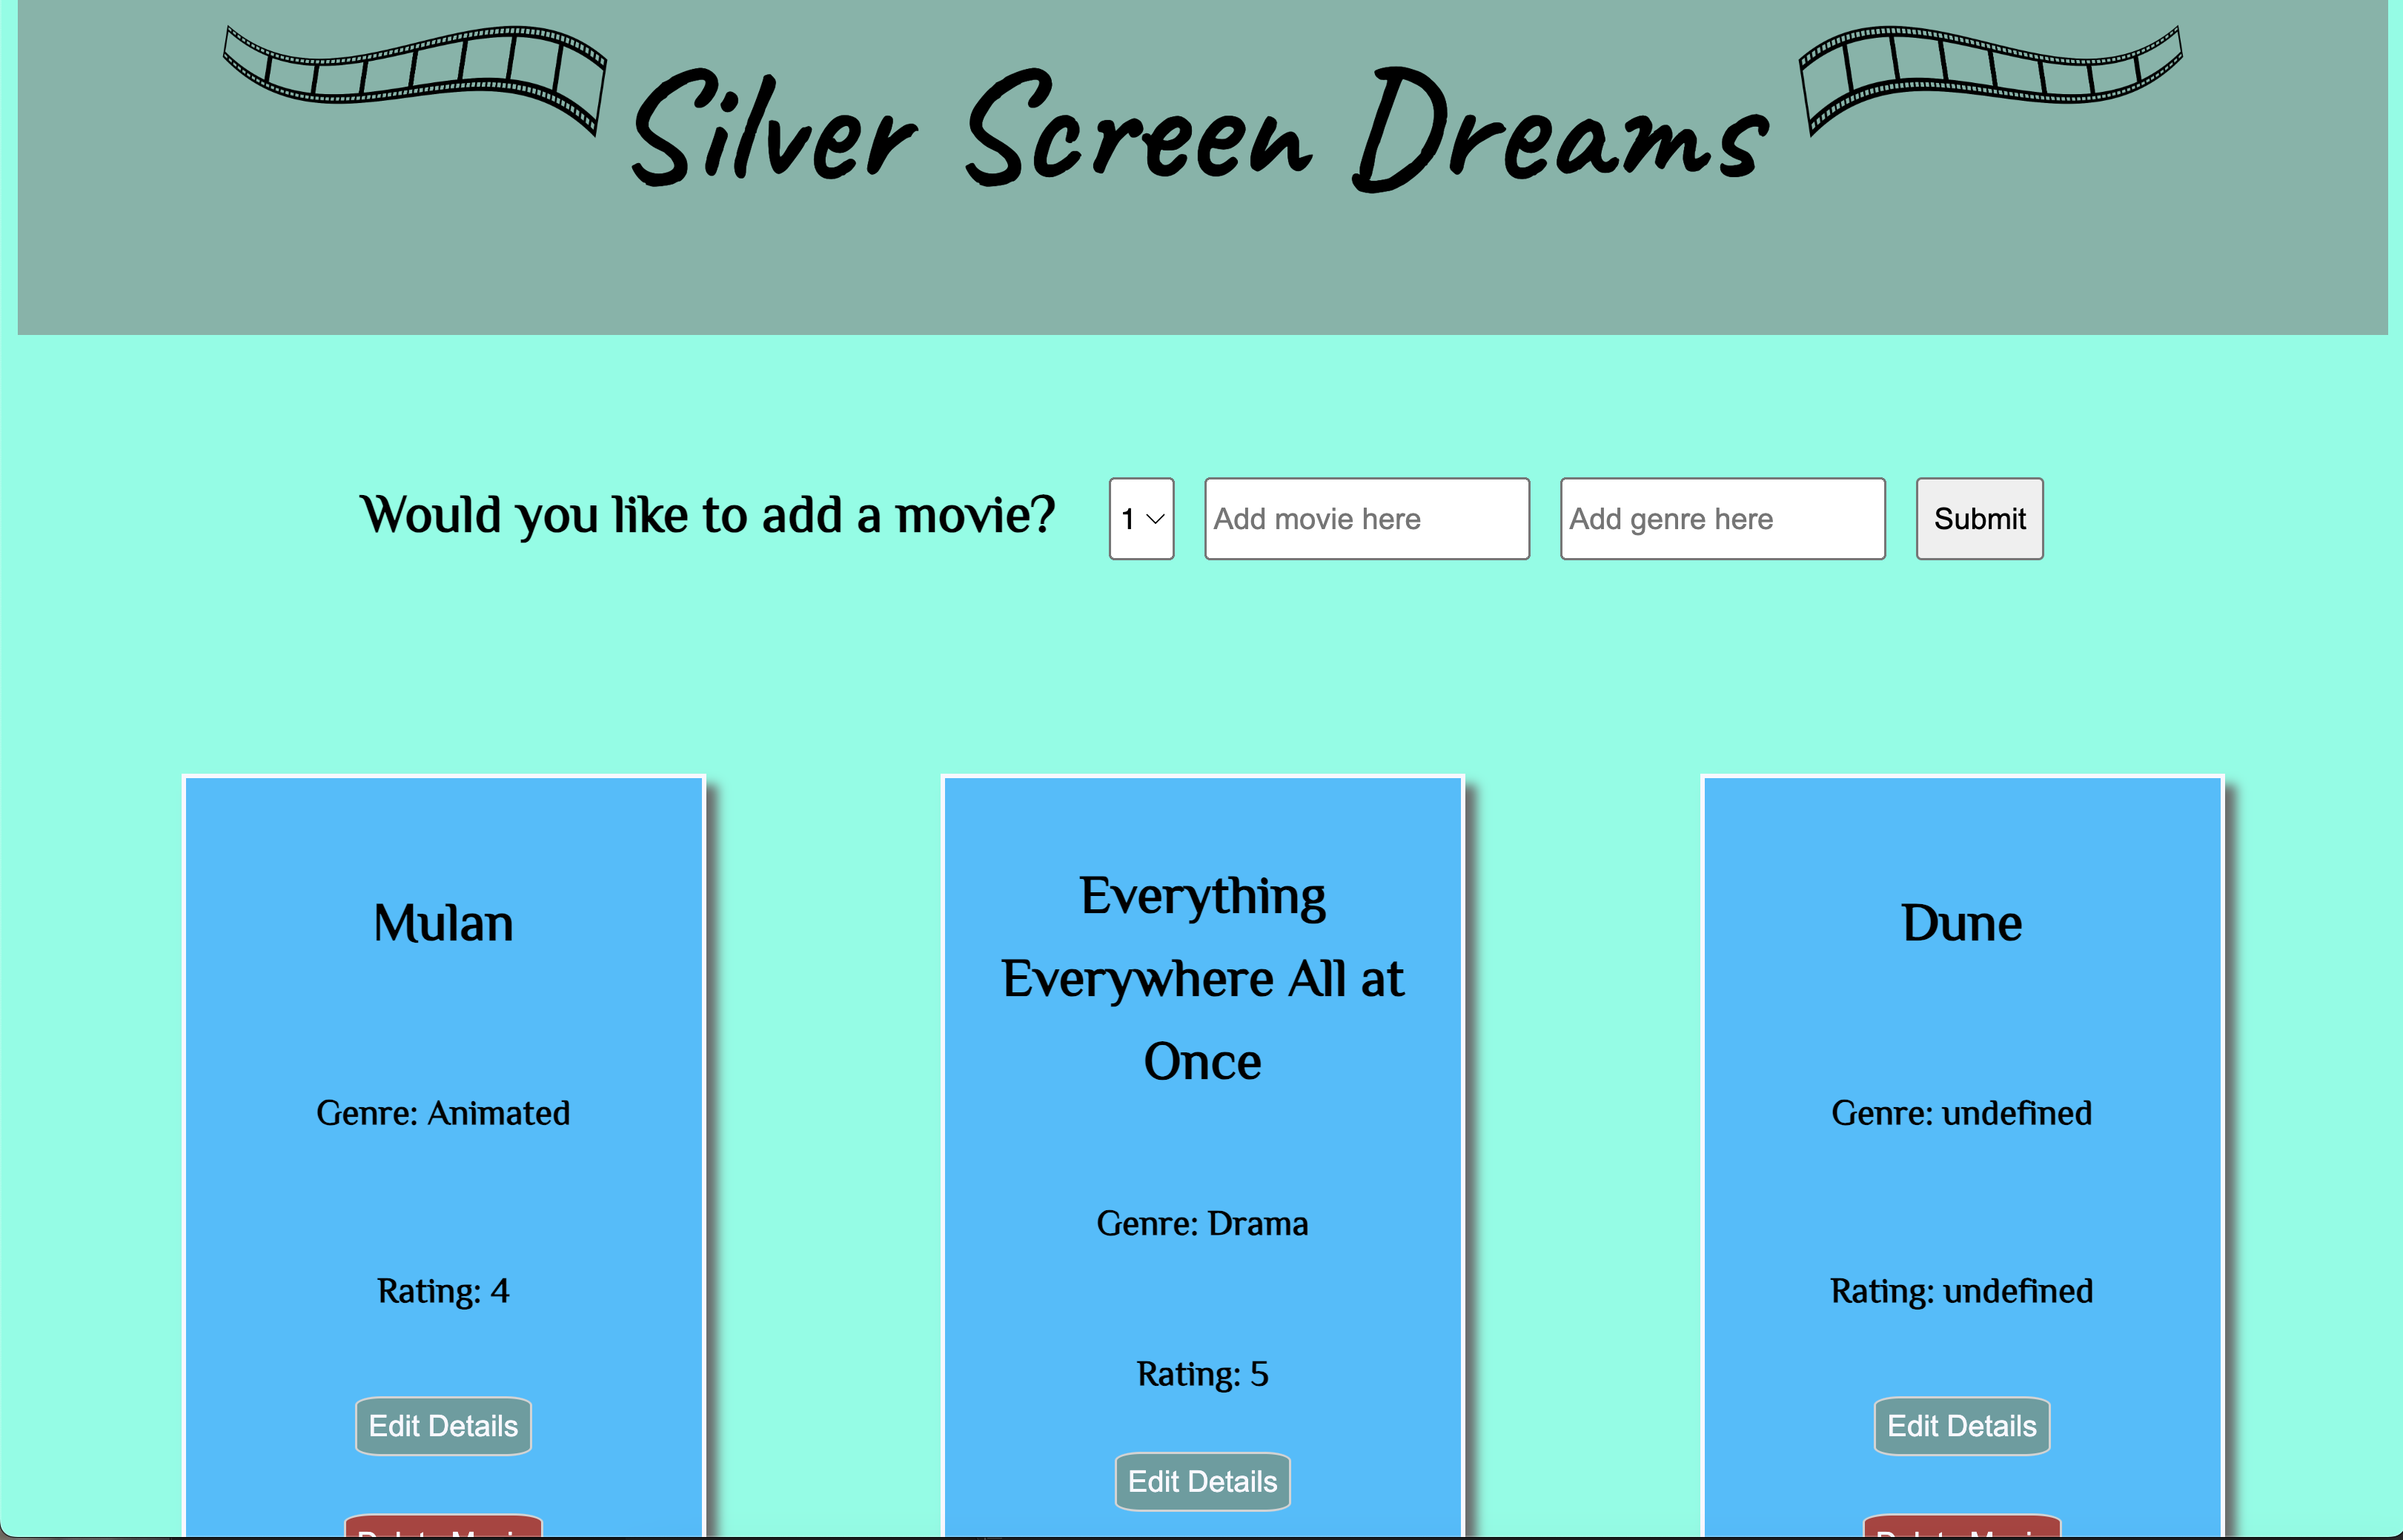 Silver Screen Dreams
Would you like to add a movie?
1
Add movie here
Add genre here
Submit
Mulan
Genre: Animated
Rating: 4
Edit Details
Everything
Everywhere All at
Once
Genre: Drama
Rating: 5
Edit Details
Dune
Genre: undefined
Rating: undefined
Edit Details